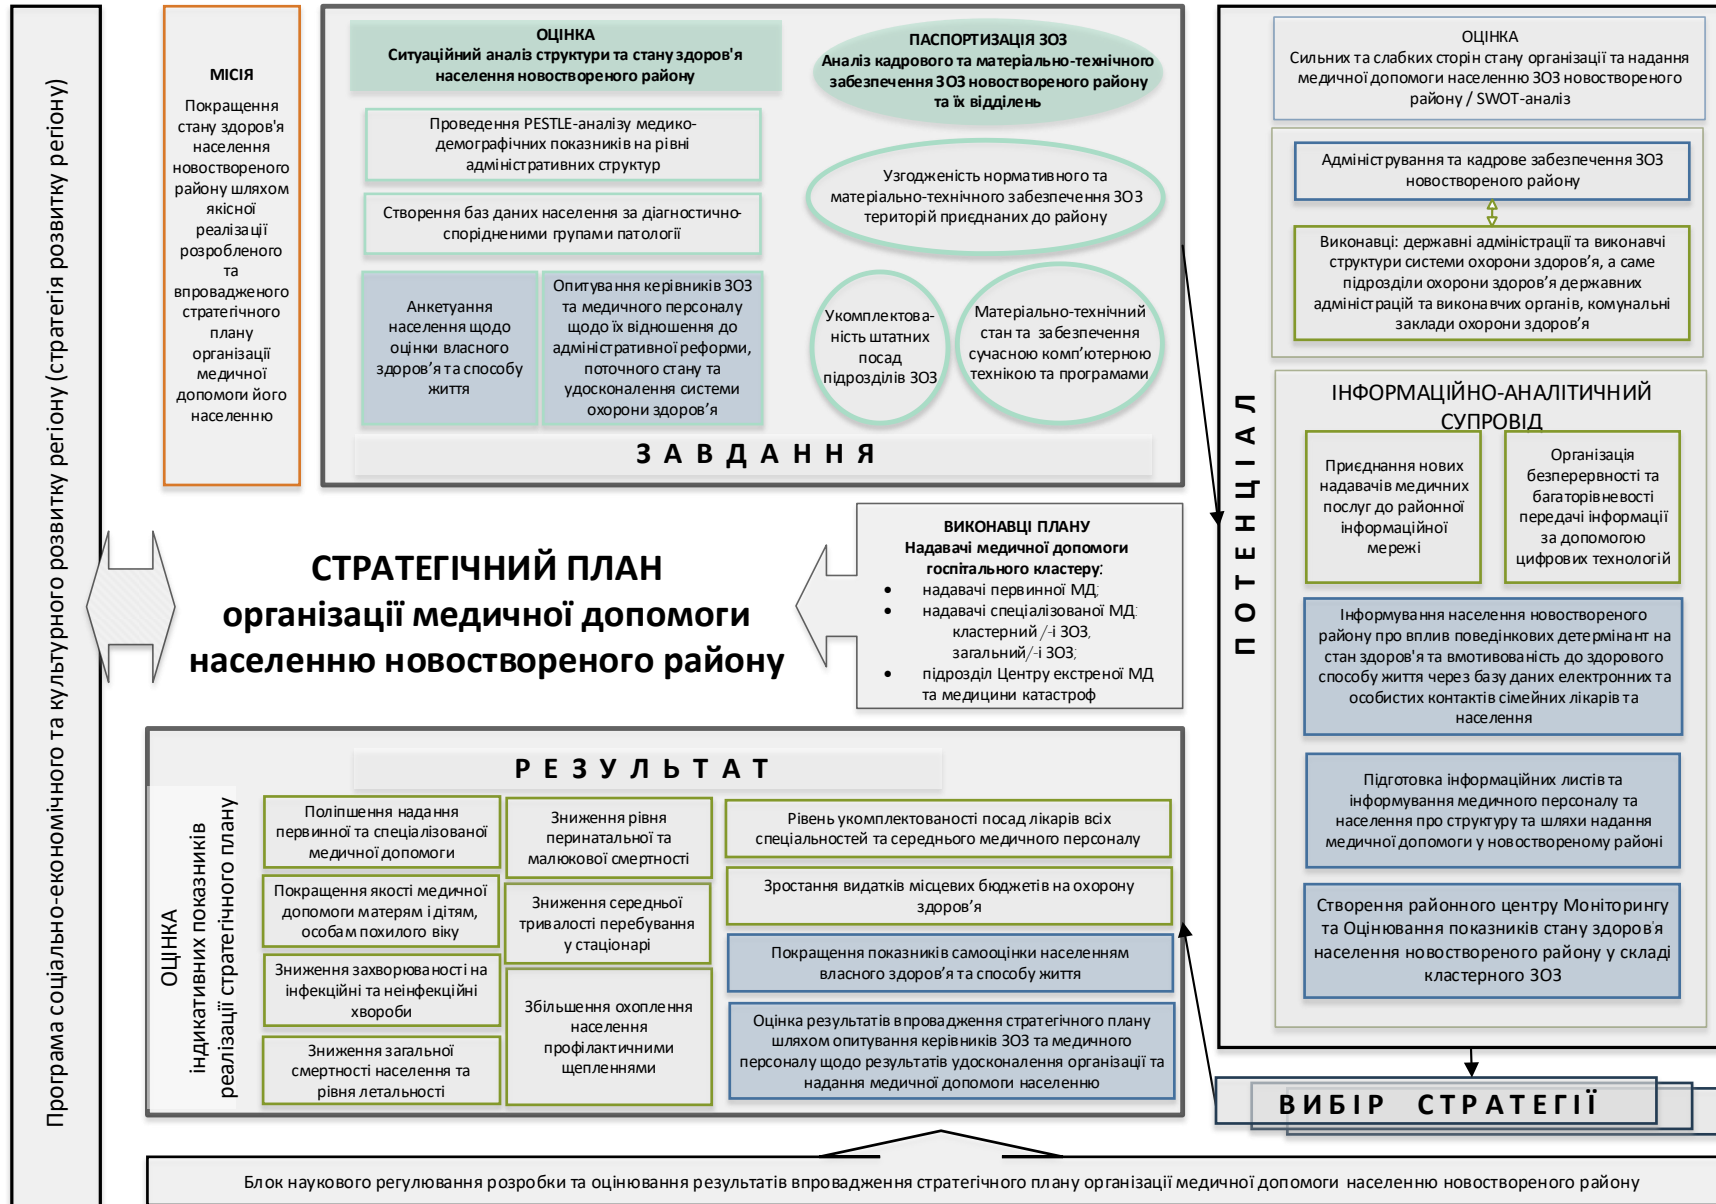 Програма соціально-економічного та культурного розвитку регіону (стратегія розвитку регіону)
МІСІЯ
Покращення
стану здоров'я
населення
новоствореного
району шляхом
якісної
реалізації
розробленого
та
впровадженого
стратегічного
плану
організації
медичної
допомоги його
населенню
ОЦІНКА
Ситуаційний аналіз структури та стану здоров'я
населення новоствореного району
Проведення PESTLE-аналізу медико-
демографічних показників на рівні
адміністративних структур
Створення баз даних населення за діагностично-
спорідненими групами патології
Анкетуання
населення щодо
оцінки власного
здоров'я та способу
життя
Опитування керівників ЗОЗ
та медичного персоналу
щодо їх відношення до
адміністративної реформи,
поточного стану та
удосконалення системи
охорони здоров'я
ПАСПОРТИЗАЦІЯ ЗОЗ
Аналіз кадрового та матеріально-технічного
забезпечення ЗОЗ новоствореного району
та їх відділень
Узгодженість нормативного та
матеріально-технічного забезпечення ЗОЗ
територій приєднаних до району
Укомплектова-
ність штатних
посад
підрозділів ЗОЗ
Матеріально-технічний
стан та забезпечення
сучасною комп'ютерною
технікою та програмами
ЗАВДАННЯ
СТРАТЕГІЧНИЙ ПЛАН
організації медичної допомоги
населенню новоствореного району
ВИКОНАВЦІ ПЛАНУ
Надавачі медичної допомоги
госпітального кластеру:
• надавачі первинної МД;
• надавачі спеціалізованої МД:
кластерний /-і ЗОЗ,
загальний/-і ЗОЗ;
• підрозділ Центру екстреної МД
та медицини катастроф
ПОТЕНЦІАЛ
ОЦІНКА
Сильних та слабких сторін стану організації та надання
медичної допомоги населенню ЗОЗ новоствореного
району / SWOT-аналіз
Адміністрування та кадрове забезпечення ЗОЗ
новоствореного району
Виконавці: державні адміністрації та виконавчі
структури системи охорони здоров'я, а саме
підрозділи охорони здоров'я державних
адміністрацій та виконавчих органів, комунальні
заклади охорони здоров'я
ІНФОРМАЦІЙНО-АНАЛІТИЧНИЙ
СУПРОВІД
Приєднання нових
надавачів медичних
послуг до районної
інформаційної
мережі
Організація
безперервності та
багаторівневості
передачі інформації
за допомогою
цифрових технологій
Інформування населення новоствореного
району про вплив поведінкових детермінант на
стан здоров'я та вмотивованість до здорового
способу життя через базу даних електронних та
особистих контактів сімейних лікарів та
населення
Підготовка інформаційних листів та
інформування медичного персоналу та
населення про структуру та шляхи надання
медичної допомоги у новоствореному районі
Створення районного центру Моніторингу
та Оцінювання показників стану здоров'я
населення новоствореного району у складі
кластерного ЗОЗ
ВИБІР СТРАТЕГІЇ
РЕЗУЛЬТАТ
ОЦІНКА
індикативних показників
реалізації стратегічного плану
Поліпшення надання
первинної та спеціалізованої
медичної допомоги
Покращення якості медичної
допомоги матерям і дітям,
особам похилого віку
Зниження захворюваності на
інфекційні та неінфекційні
хвороби
Зниження загальної
смертності населення та
рівня летальності
Зниження рівня
перинатальної та
малюкової смертності
Зниження середньої
тривалості перебування
у стаціонарі
Збільшення охоплення
населення
профілактичними
щепленнями
Рівень укомплектованості посад лікарів всіх
спеціальностей та середнього медичного персоналу
Зростання видатків місцевих бюджетів на охорону
здоров'я
Покращення показників самооцінки населенням
власного здоров'я та способу життя
Оцінка результатів впровадження стратегічного плану
шляхом опитування керівників ЗОЗ та медичного
персоналу щодо результатів удосконалення організації та
надання медичної допомоги населенню
Блок наукового регулювання розробки та оцінювання результатів впровадження стратегічного плану організації медичної допомоги населенню новоствореного району